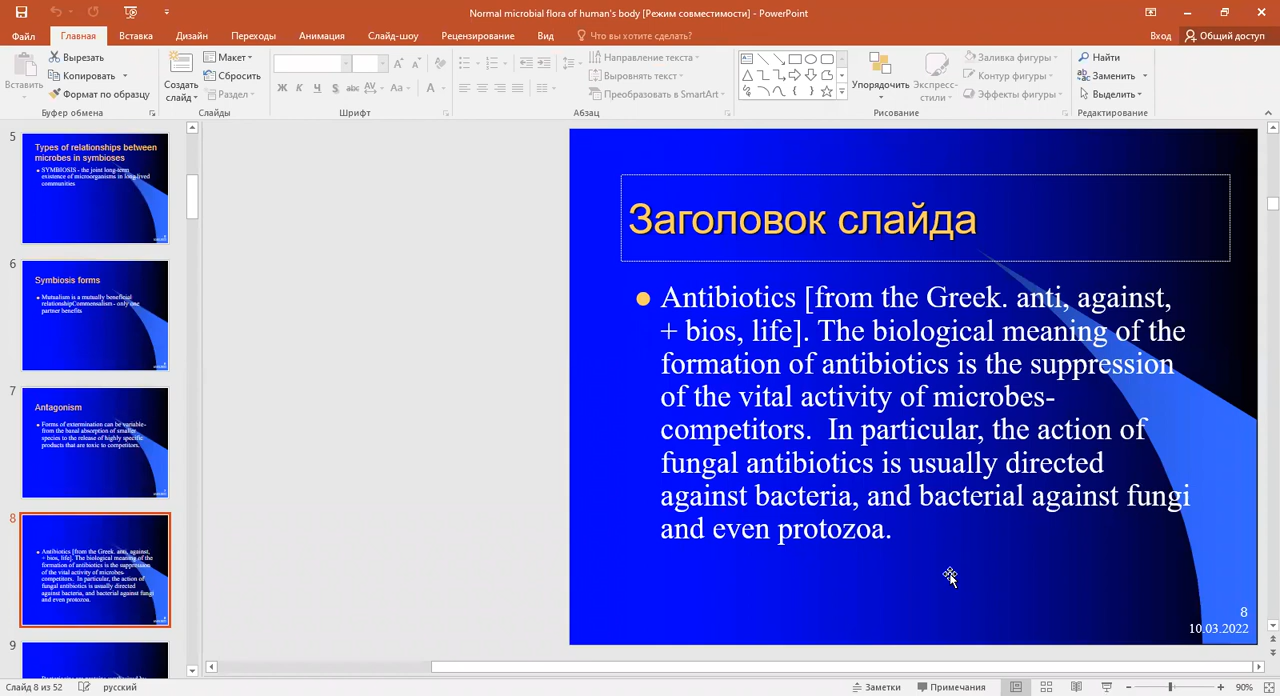 Normal microbial flora of human's body [Режим совместимости] - PowerPoint
Файл Главная Вставка Дизайн Переходы Анимация Слайд-шоу Рецензирование Вид Что вы хотите сделать? Вход Общий доступ
Вставить
Вырезать
Копировать
Формат по образцу
Буфер обмена
Создать
слайд
Макет
Сбросить
Раздел
Слайды
Ж К Ч S abc AV Aa A
Шрифт
Направление текста
Выровнять текст
Преобразовать в SmartArt
Абзац
Упорядочить
Экспресс-
стили
Заливка фигуры
Контур фигуры
Эффекты фигуры
Рисование
Найти
Заменить
Выделить
Редактирование
5
Types of relationships between
microbes in symbioses
SYMBIOSIS - the joint long-term
existence of microorganisms in long-lived
communities
6
Symbiosis forms
Mutualism is a mutually beneficial
relationshipCommensalism - only one
partner benefits
7
Antagonism
Forms of extermination can be variable-
from the banal absorption of smaller
species to the release of highly specific
products that are toxic to competitors.
8
Antibiotics [from the Greek. anti, against,
+ bios, life]. The biological meaning of the
formation of antibiotics is the suppression
of the vital activity of microbes-
competitors. In particular, the action of
fungal antibiotics is usually directed
against bacteria, and bacterial against fungi
and even protozoa.
9
Заголовок слайда
Antibiotics [from the Greek. anti, against,
+ bios, life]. The biological meaning of the
formation of antibiotics is the suppression
of the vital activity of microbes-
competitors. In particular, the action of
fungal antibiotics is usually directed
against bacteria, and bacterial against fungi
and even protozoa.
8
10.03.2022
Слайд 8 из 52 русский Заметки Примечания 90%